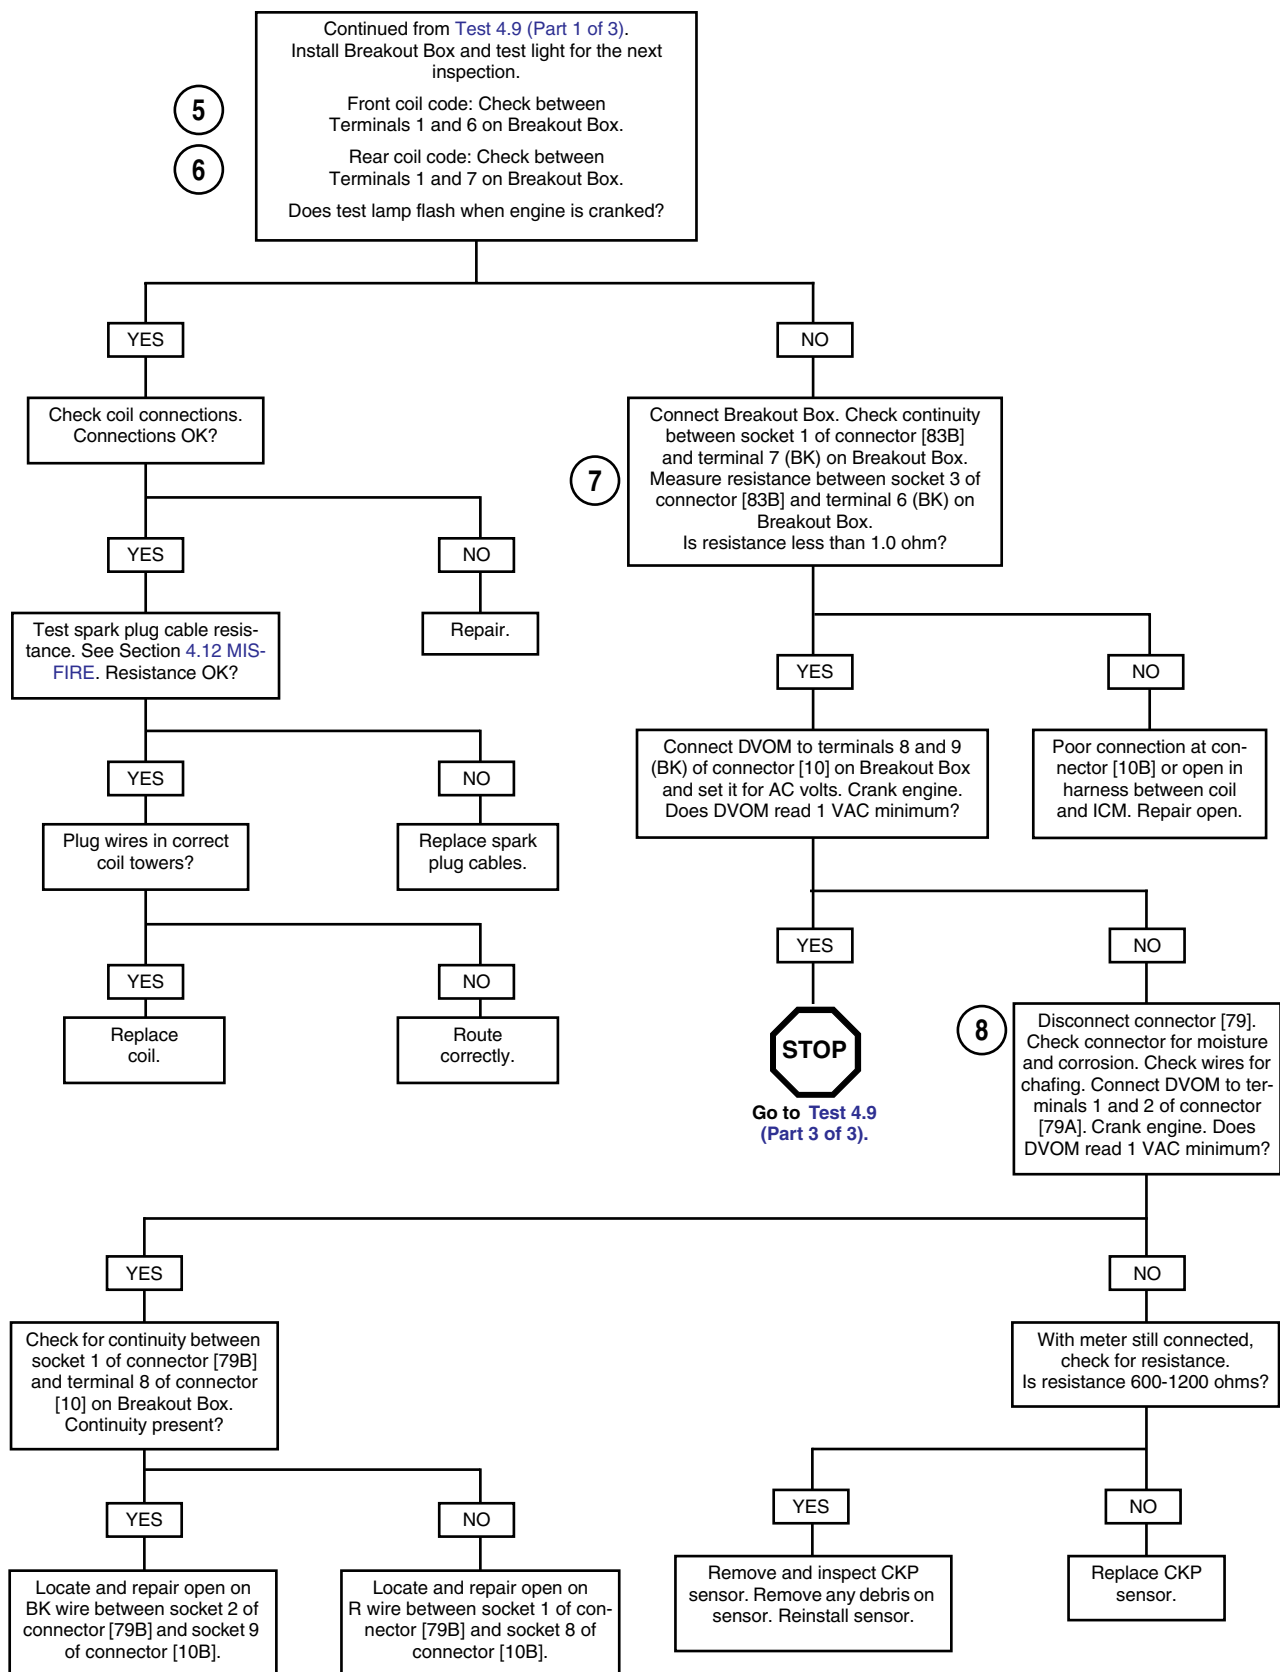 Continued from Test 4.9 (Part 1 of 3).
Install Breakout Box and test light for the next
inspection.
5
Front coil code: Check between
Terminals 1 and 6 on Breakout Box.
6
Rear coil code: Check between
Terminals 1 and 7 on Breakout Box.
Does test lamp flash when engine is cranked?
YES
NO
Check coil connections.
Connections OK?
7
Connect Breakout Box. Check continuity
between socket 1 of connector [83B]
and terminal 7 (BK) on Breakout Box.
Measure resistance between socket 3 of
connector [83B] and terminal 6 (BK) on
Breakout Box.
Is resistance less than 1.0 ohm?
YES
NO
Test spark plug cable resis-
tance. See Section 4.12 MIS-
FIRE. Resistance OK?
Repair.
YES
NO
YES
NO
Connect DVOM to terminals 8 and 9
(BK) of connector [10] on Breakout Box
and set it for AC volts. Crank engine.
Does DVOM read 1 VAC minimum?
Poor connection at con-
nector [10B] or open in
harness between coil
and ICM. Repair open.
Plug wires in correct
coil towers?
Replace spark
plug cables.
YES
NO
YES
NO
Replace
coil.
Route
correctly.
STOP
Go to Test 4.9
(Part 3 of 3).
8
Disconnect connector [79].
Check connector for moisture
and corrosion. Check wires for
chafing. Connect DVOM to ter-
minals 1 and 2 of connector
[79A]. Crank engine. Does
DVOM read 1 VAC minimum?
YES
NO
Check for continuity between
socket 1 of connector [79B]
and terminal 8 of connector
[10] on Breakout Box.
Continuity present?
With meter still connected,
check for resistance.
Is resistance 600-1200 ohms?
YES
NO
YES
NO
Locate and repair open on
BK wire between socket 2 of
connector [79B] and socket 9
of connector [10B].
Locate and repair open on
R wire between socket 1 of con-
nector [79B] and socket 8 of
connector [10B].
Remove and inspect CKP
sensor. Remove any debris on
sensor. Reinstall sensor.
Replace CKP
sensor.